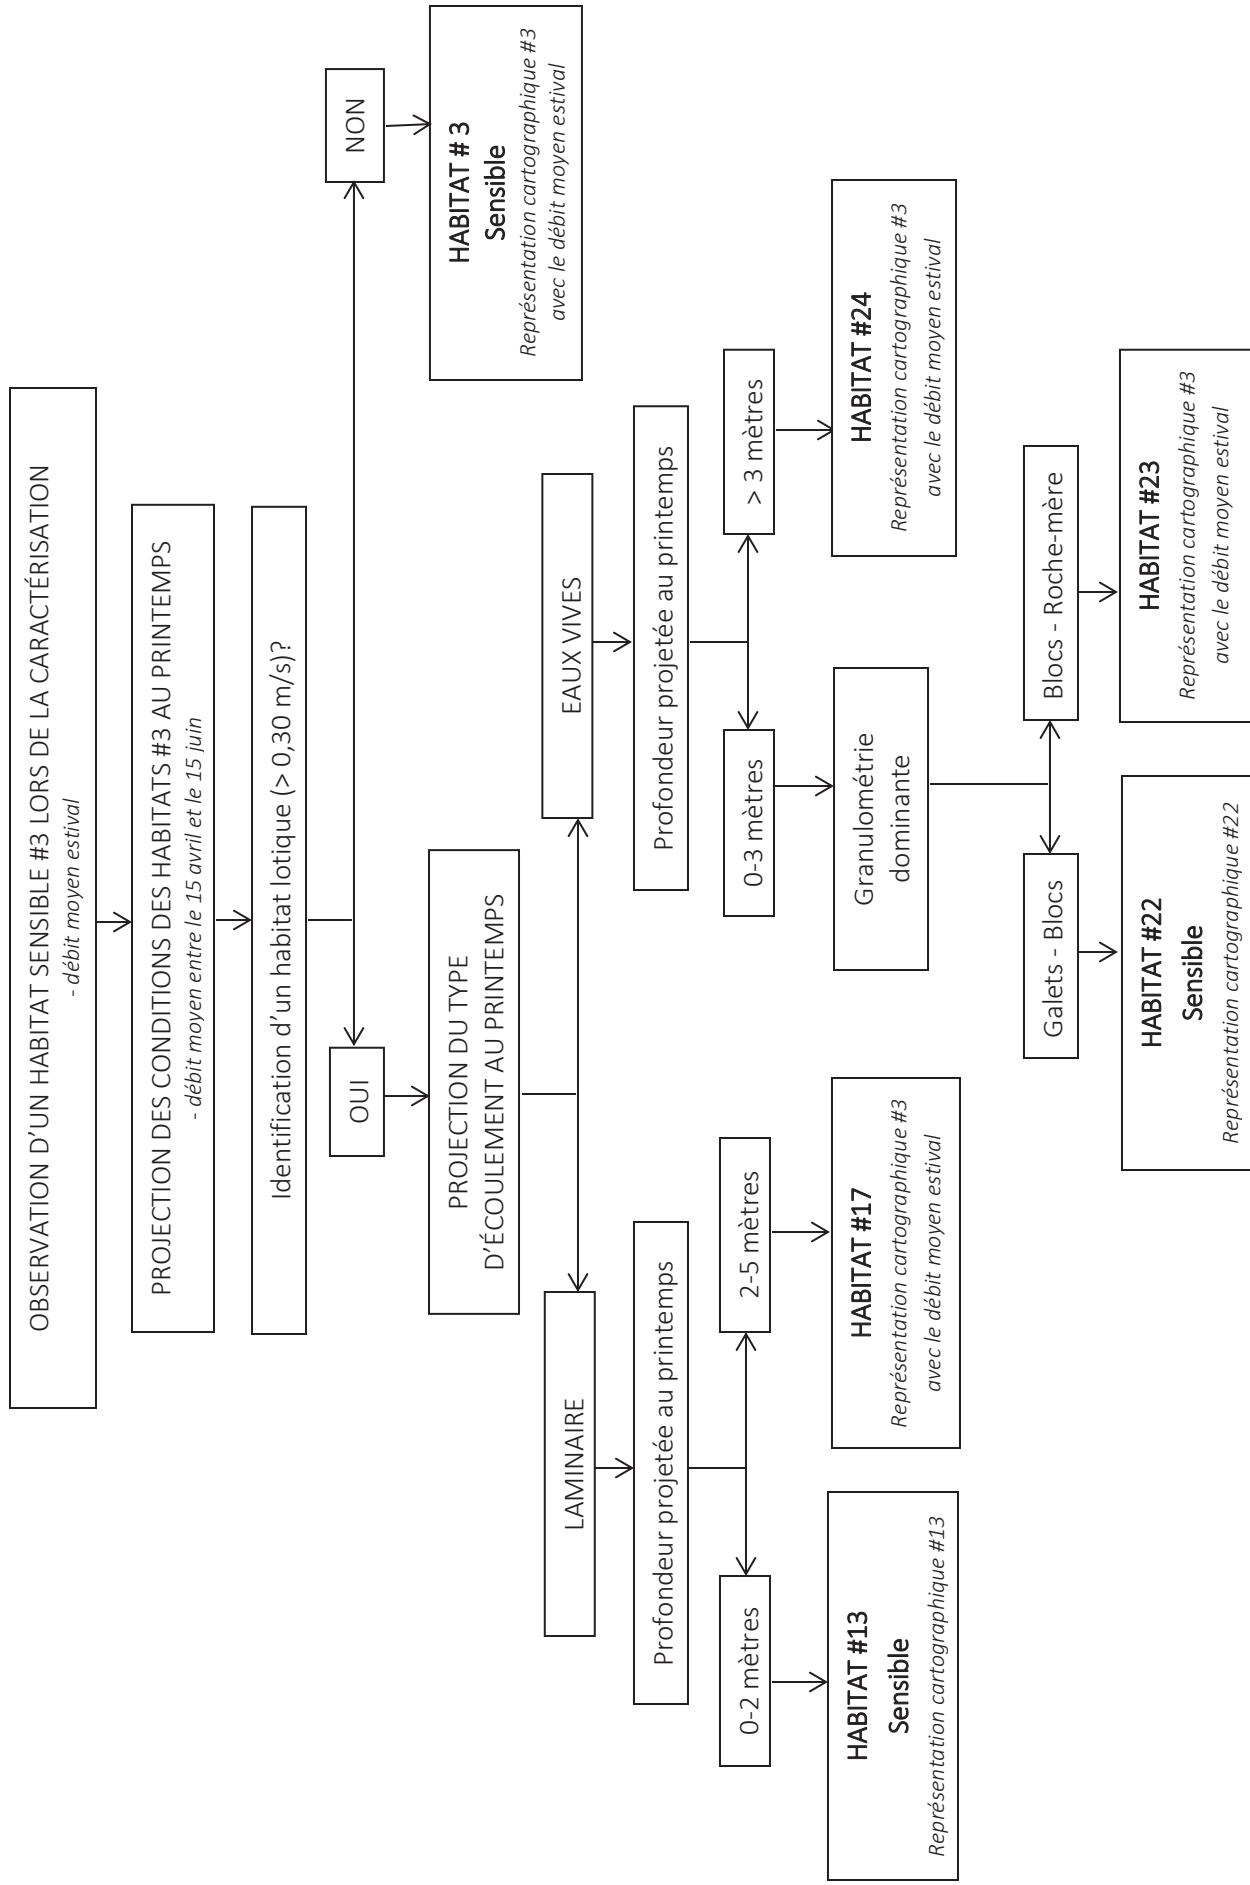 OBSERVATION D'UN HABITAT SENSIBLE #3 LORS DE LA CARACTÉRISATION
- débit moyen estival
PROJECTION DES CONDITIONS DES HABITATS #3 AU PRINTEMPS
- débit moyen entre le 15 avril et le 15 juin
Identification d'un habitat lotique (> 0,30 m/s)?
OUI
NON
PROJECTION DU TYPE
D'ÉCOULEMENT AU PRINTEMPS
HABITAT # 3
Sensible
Représentation cartographique #3
avec le débit moyen estival
LAMINAIRE
EAUX VIVES
Profondeur projetée au printemps
Profondeur projetée au printemps
0-2 mètres
2-5 mètres
0-3 mètres
> 3 mètres
HABITAT #13
Sensible
Représentation cartographique #13
HABITAT #17
Représentation cartographique #3
avec le débit moyen estival
Granulométrie
dominante
HABITAT #24
Représentation cartographique #3
avec le débit moyen estival
Galets - Blocs
Blocs - Roche-mère
HABITAT #22
Sensible
Représentation cartographique #22
HABITAT #23
Représentation cartographique #3
avec le débit moyen estival